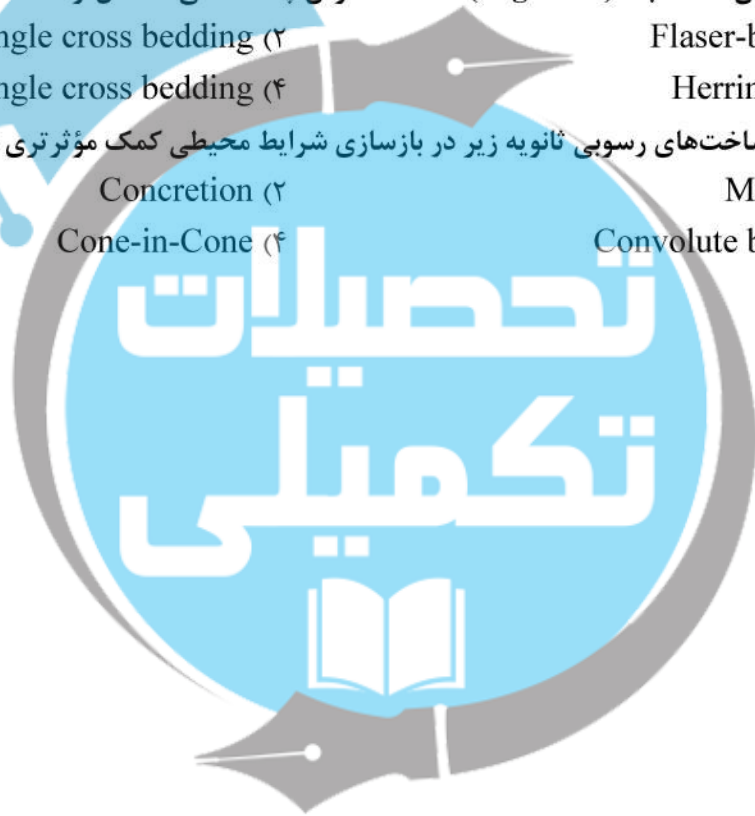 ngle cross bedding (۲ Flaser-b
ngle cross bedding (۴ Herrin
ساخت‌های رسوبی ثانویه زیر در بازسازی شرایط محیطی کمک مؤثرتری
Concretion (۲ M
Cone-in-Cone (۴ Convolute b
تحصیلات
تکمیلی